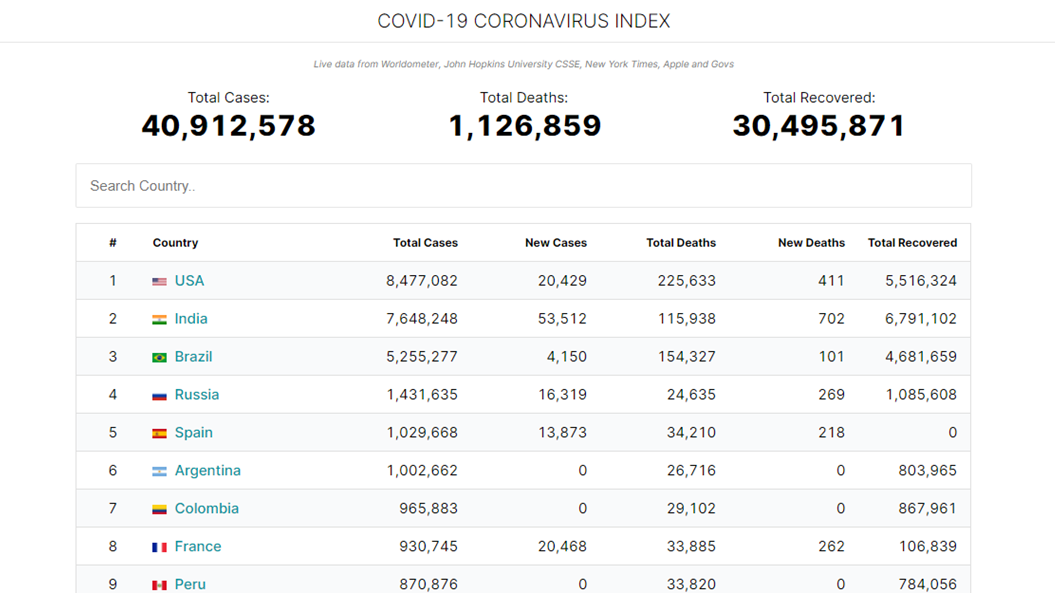 COVID-19 CORONAVIRUS INDEX
Live data from Worldometer, John Hopkins University CSSE, New York Times, Apple and Govs
Total Cases: Total Deaths: Total Recovered:
40,912,578 1,126,859 30,495,871
Search Country..
# Country Total Cases New Cases Total Deaths New Deaths Total Recovered
1 USA 8,477,082 20,429 225,633 411 5,516,324
2 India 7,648,248 53,512 115,938 702 6,791,102
3 Brazil 5,255,277 4,150 154,327 101 4,681,659
4 Russia 1,431,635 16,319 24,635 269 1,085,608
5 Spain 1,029,668 13,873 34,210 218 0
6 Argentina 1,002,662 0 26,716 0 803,965
7 Colombia 965,883 0 29,102 0 867,961
8 France 930,745 20,468 33,885 262 106,839
9 Peru 870,876 0 33,820 0 784,056